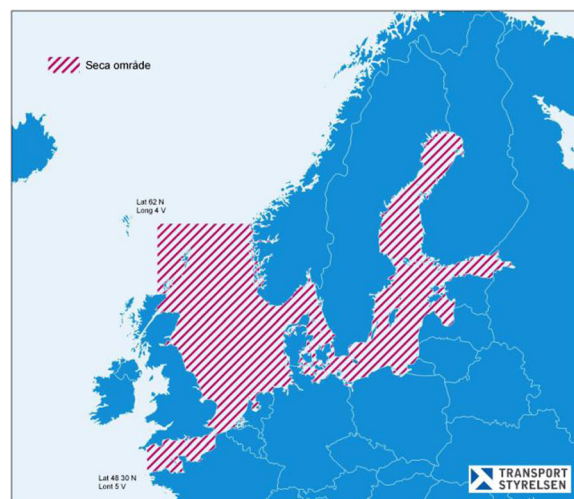 Seca område
Lat 62 N
Long 4 V
Lat 48 30 N
Lont 5 V
TRANSPORT
STYRELSEN